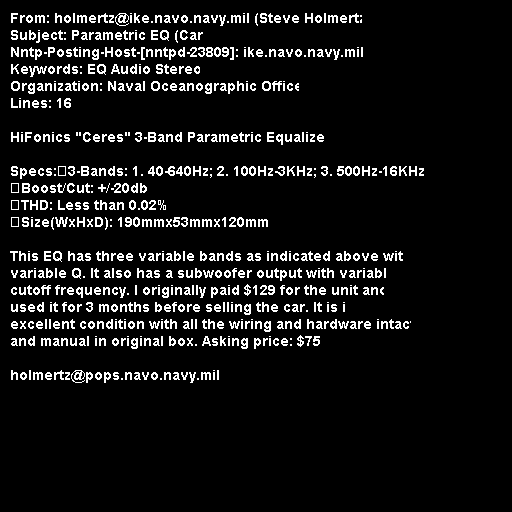 From: holmertz@ike.navo.navy.mil (Steve Holmertz
Subject: Parametric EQ (Car
Nntp-Posting-Host-[nntpd-23809]: ike.navo.navy.mil
Keywords: EQ Audio Stereo
Organization: Naval Oceanographic Office
Lines: 16

HiFonics "Ceres" 3-Band Parametric Equalize

Specs:□3-Bands: 1. 40-640Hz; 2. 100Hz-3KHz; 3. 500Hz-16KHz
□Boost/Cut: +/-20db
□THD: Less than 0.02%
□Size(WxHxD): 190mmx53mmx120mm

This EQ has three variable bands as indicated above wit
variable Q. It also has a subwoofer output with variabl
cutoff frequency. I originally paid $129 for the unit and
used it for 3 months before selling the car. It is i
excellent condition with all the wiring and hardware intac
and manual in original box. Asking price: $75

holmertz@pops.navo.navy.mil